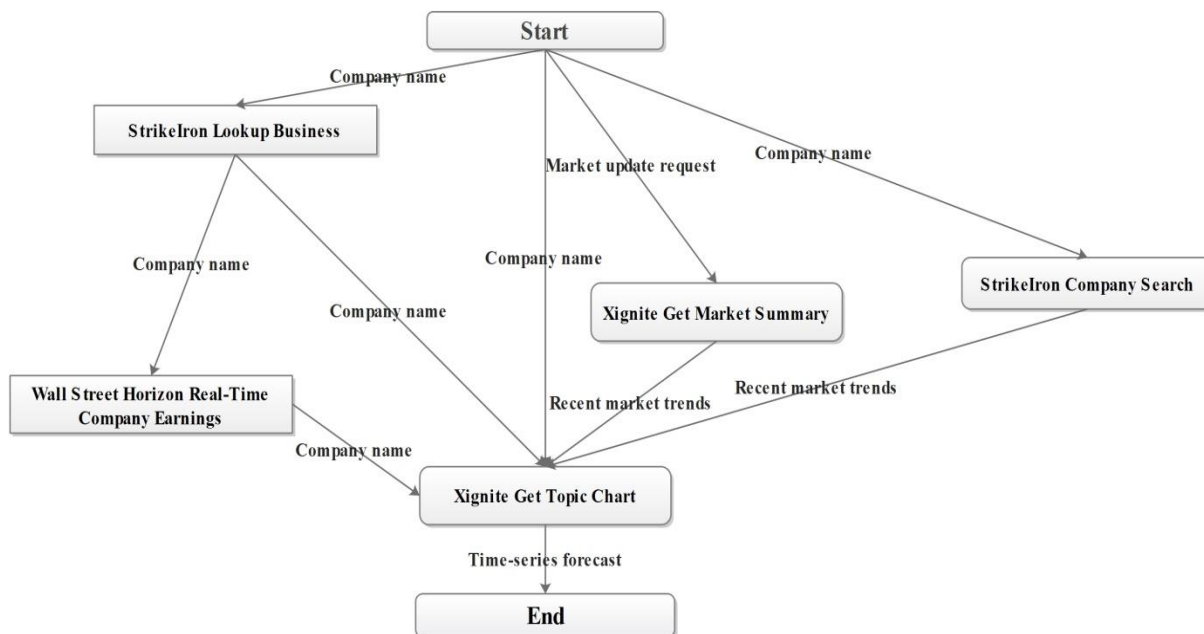 Start
Company name
StrikeIron Lookup Business
Company name
Market update request
Company name
Company name
StrikeIron Company Search
Xignite Get Market Summary
Company name
Wall Street Horizon Real-Time
Company Earnings
Recent market trends
Recent market trends
Company name
Xignite Get Topic Chart
Time-series forecast
End